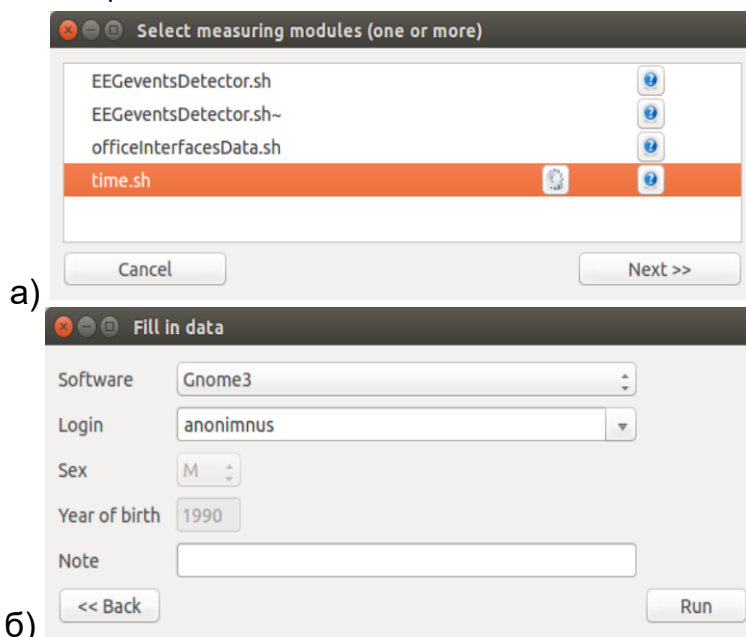 Select measuring modules (one or more)
EEGeventsDetector.sh
EEGeventsDetector.sh~
officeInterfacesData.sh
time.sh
Cancel Next >>
а)
Fill in data
Software Gnome3
Login anonimnus
Sex M
Year of birth 1990
Note
<< Back Run
б)